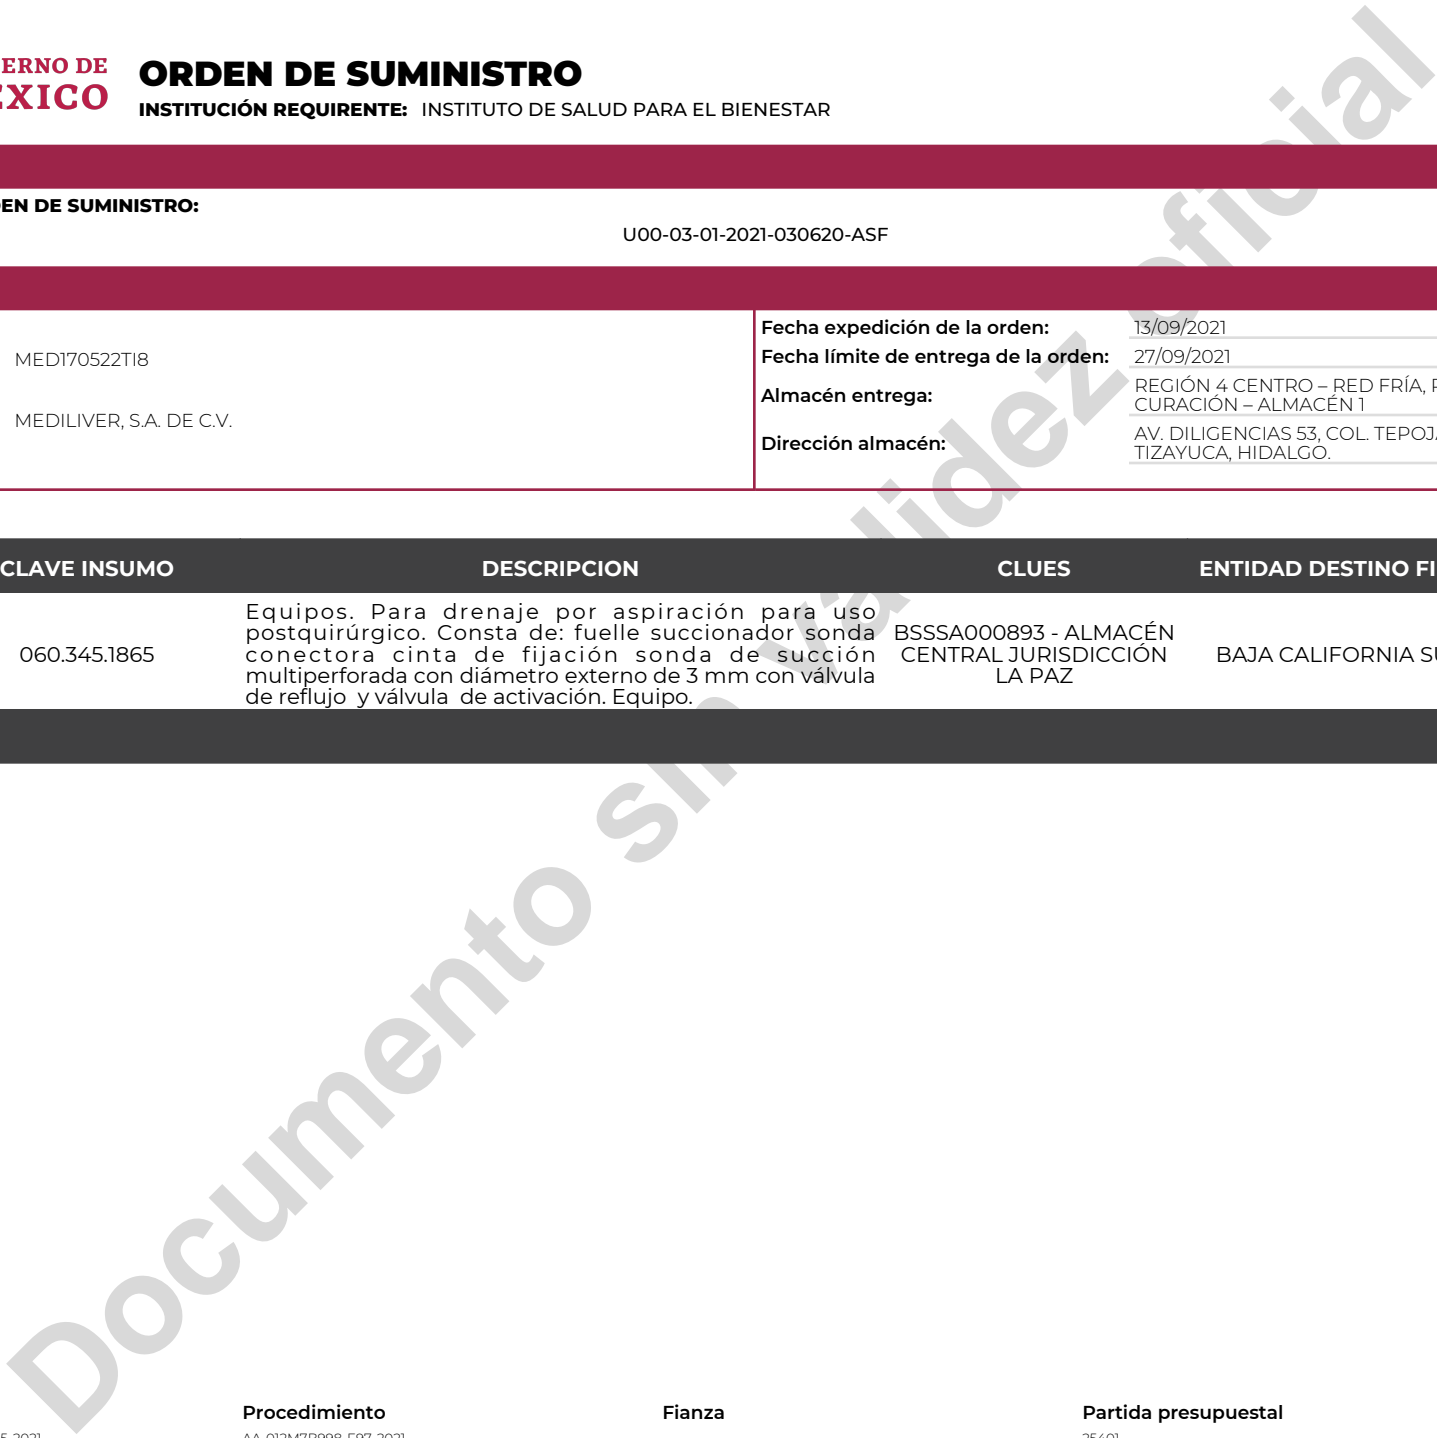 ERNO DE
ORDEN DE SUMINISTRO
EXICO
INSTITUCIÓN REQUIRENTE: INSTITUTO DE SALUD PARA EL BIENESTAR
EN DE SUMINISTRO:
U00-03-01-2021-030620-ASF
MED170522TI8
MEDILIVER, S.A. DE C.V.
Fecha expedición de la orden: 13/09/2021
Fecha límite de entrega de la orden: 27/09/2021
Almacén entrega: REGIÓN 4 CENTRO – RED FRÍA,
CURACIÓN – ALMACÉN 1
Dirección almacén: AV. DILIGENCIAS 53, COL. TEPOJ
TIZAYUCA, HIDALGO.
CLAVE INSUMO DESCRIPCION CLUES ENTIDAD DESTINO FI
060.345.1865
Equipos. Para drenaje por aspiración para uso
postquirúrgico. Consta de: fuelle succionador sonda
conectora cinta de fijación sonda de succión
multiperforada con diámetro externo de 3 mm con válvula
de reflujo y válvula de activación. Equipo.
BSSSA000893 - ALMACÉN
CENTRAL JURISDICCIÓN
LA PAZ
BAJA CALIFORNIA SU
Documento sin validez oficial
Procedimiento Fianza Partida presupuestal